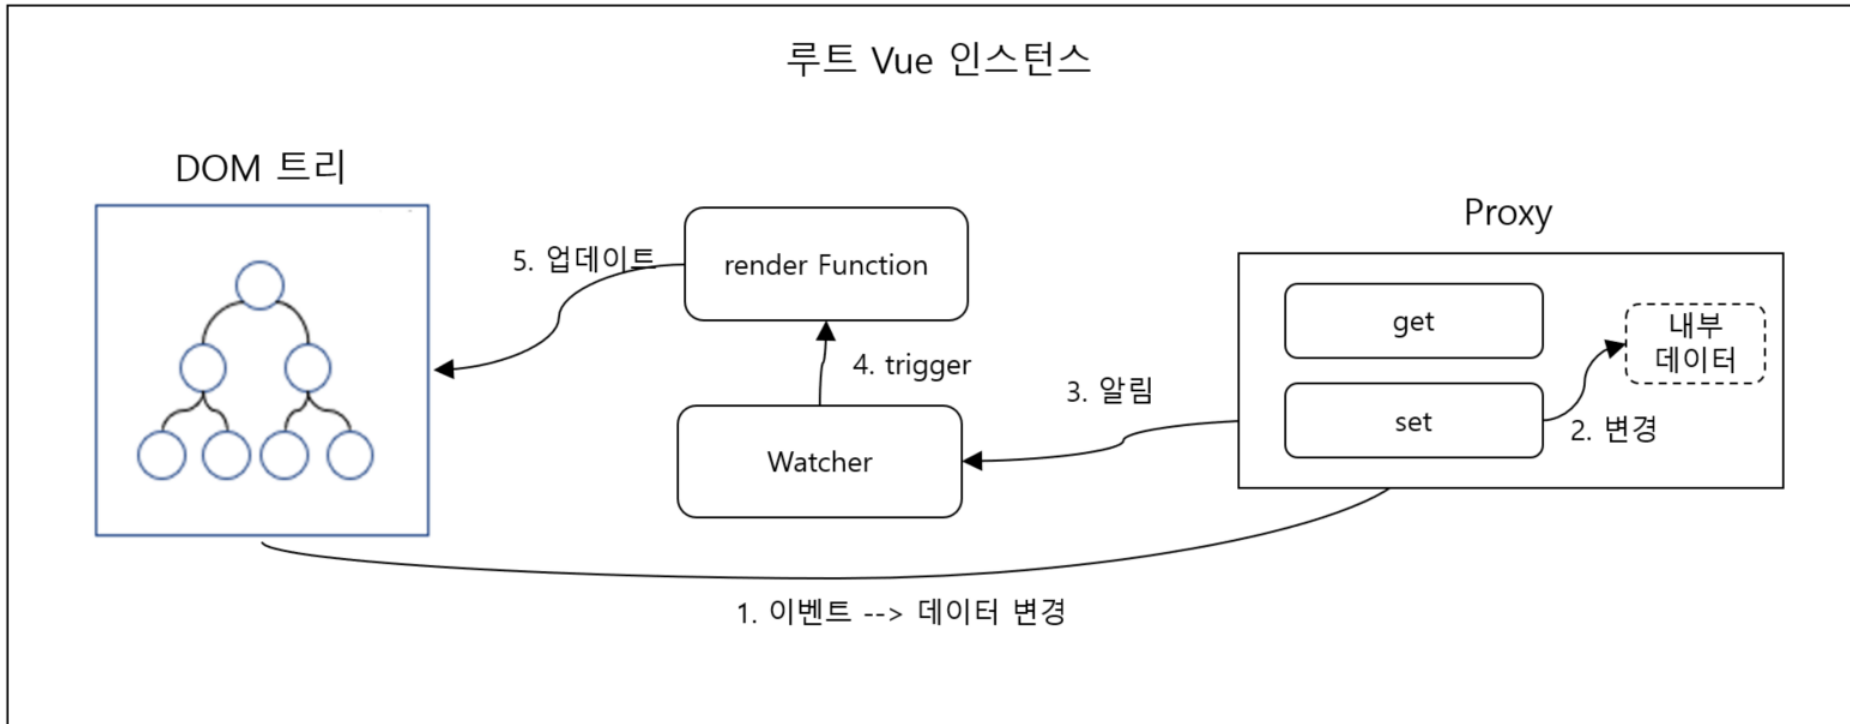 루트 Vue 인스턴스
DOM 트리
Proxy
5. 업데이트
render Function
get
내부
데이터
4. trigger
3. 알림
set
2. 변경
Watcher
1. 이벤트 --> 데이터 변경